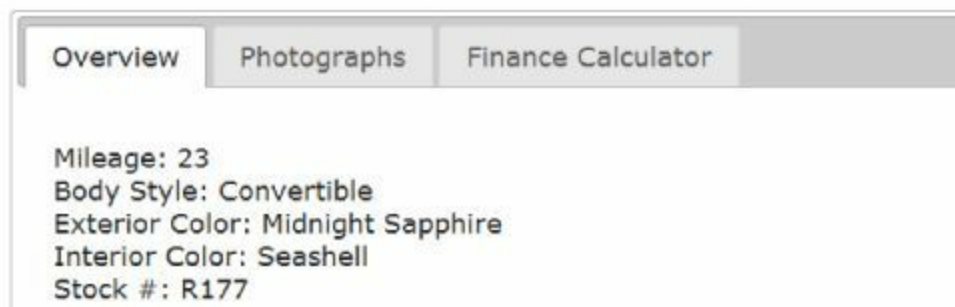 Overview Photographs Finance Calculator
Mileage: 23
Body Style: Convertible
Exterior Color: Midnight Sapphire
Interior Color: Seashell
Stock #: R177